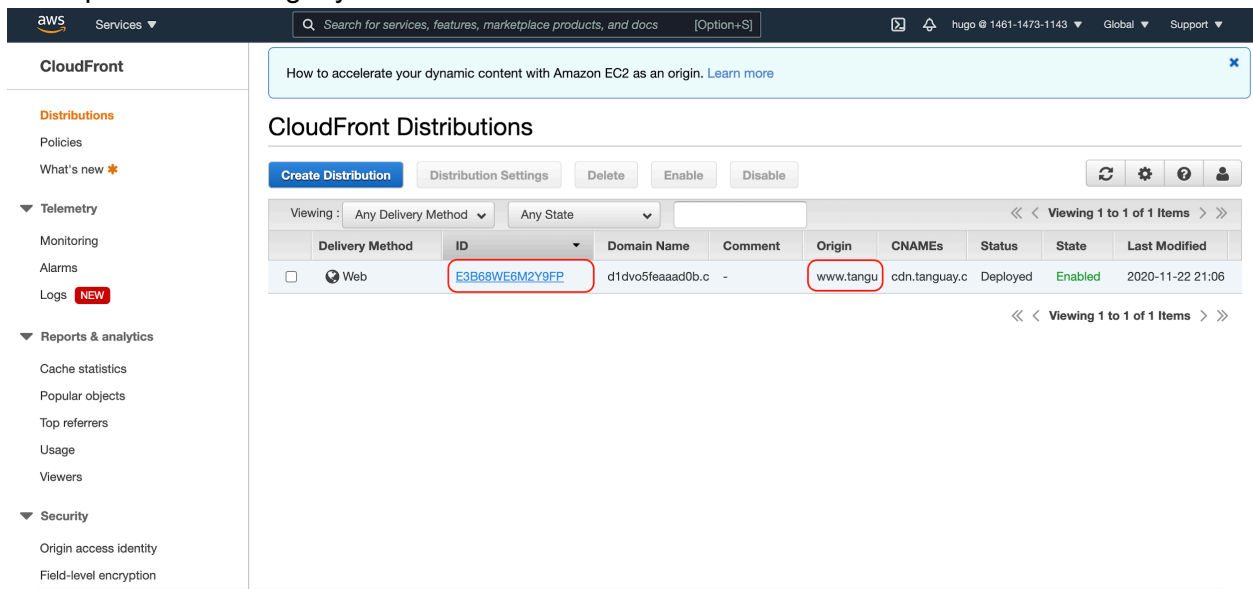 aws Services ▼ Search for services, features, marketplace products, and docs [Option+S] hugo @ 1461-1473-1143 ▼ Global ▼ Support ▼
CloudFront
Distributions
Policies
What's new
Telemetry
Monitoring
Alarms
Logs NEW
Reports & analytics
Cache statistics
Popular objects
Top referrers
Usage
Viewers
Security
Origin access identity
Field-level encryption
How to accelerate your dynamic content with Amazon EC2 as an origin. Learn more
CloudFront Distributions
Create Distribution Distribution Settings Delete Enable Disable
Viewing : Any Delivery Method Any State Viewing 1 to 1 of 1 Items
Delivery Method ID Domain Name Comment Origin CNAMEs Status State Last Modified
Web E3B68WE6M2Y9FP d1dvo5feaaad0b.c - www.tangu cdn.tanguay.c Deployed Enabled 2020-11-22 21:06
Viewing 1 to 1 of 1 Items